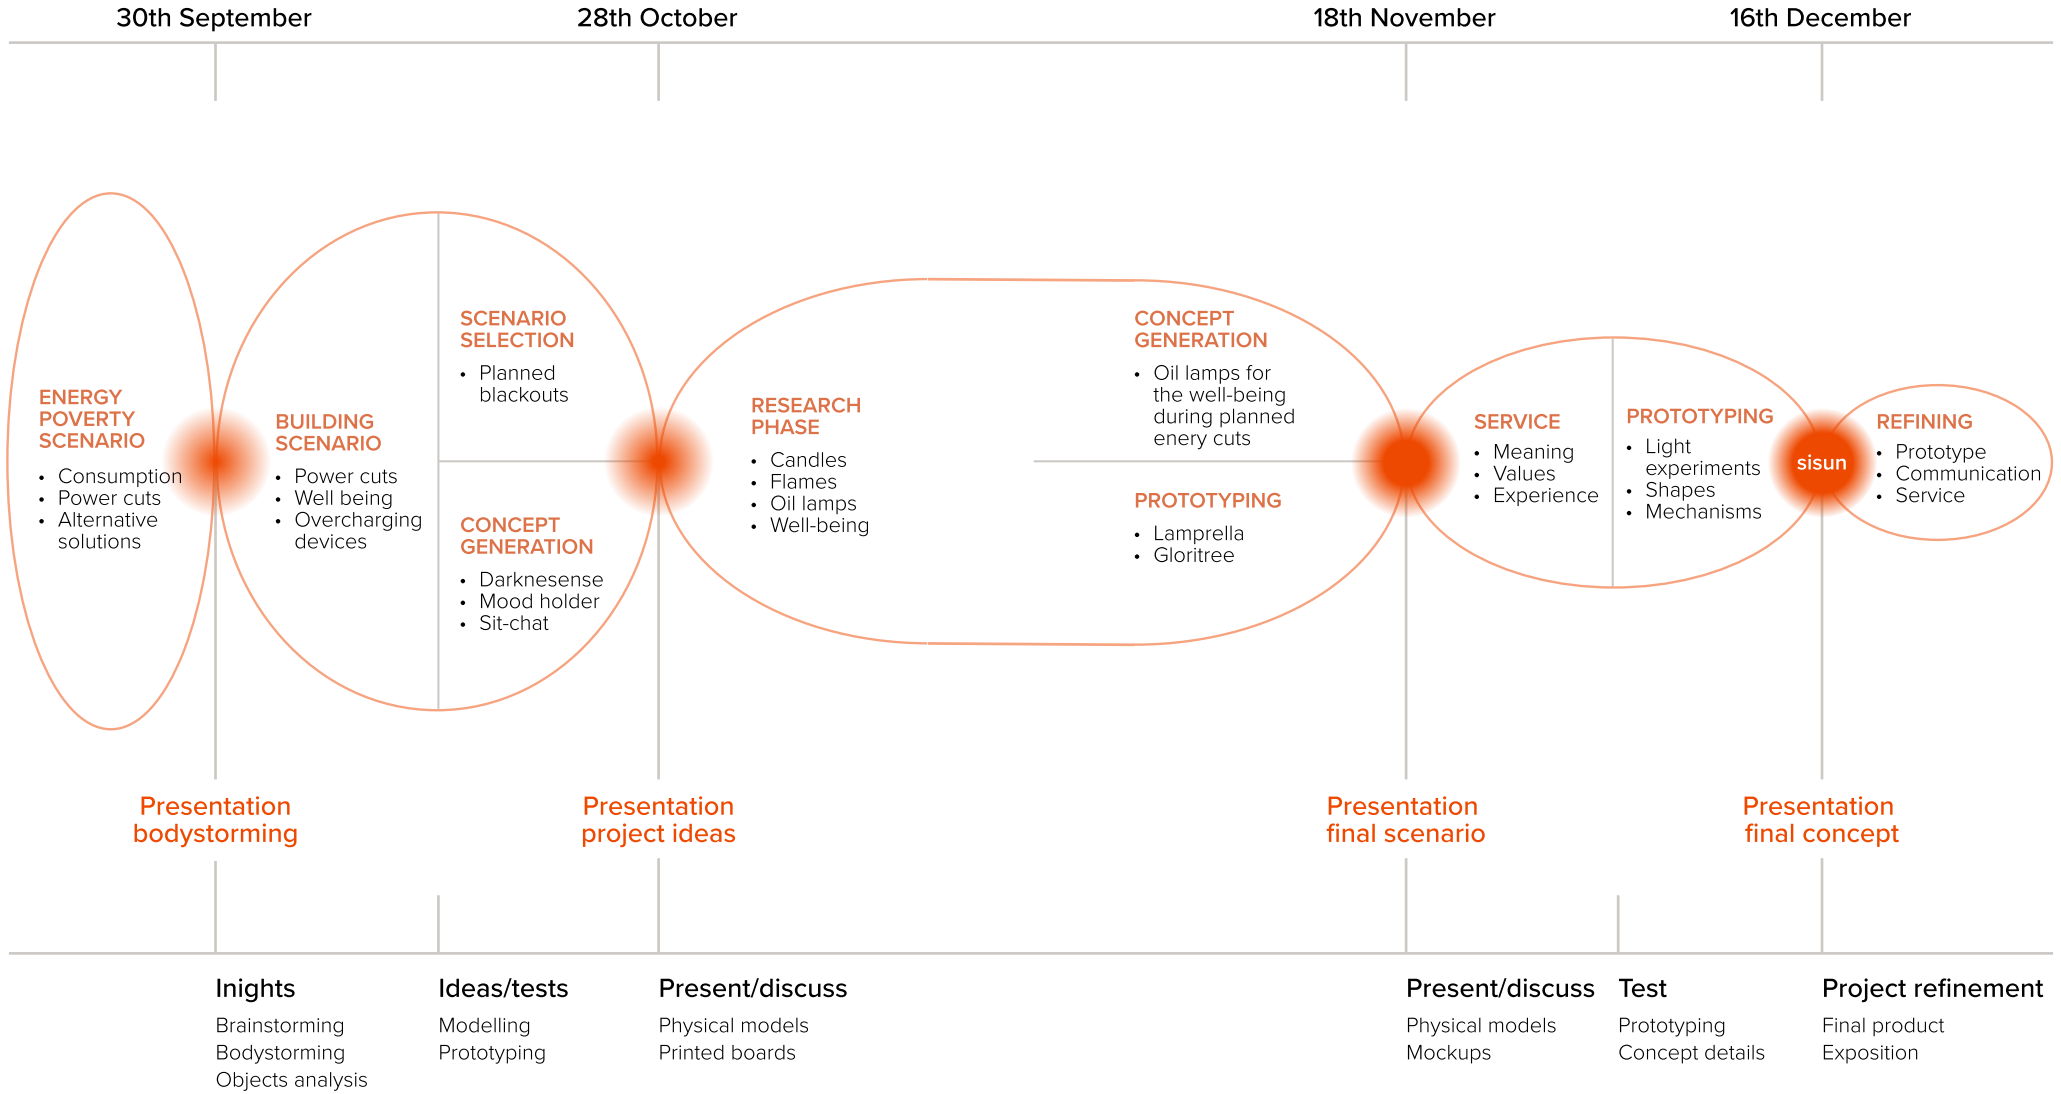 30th September
28th October
18th November
16th December
ENERGY
POVERTY
SCENARIO
• Consumption
• Power cuts
• Alternative
solutions
BUILDING
SCENARIO
• Power cuts
• Well being
• Overcharging
devices
SCENARIO
SELECTION
• Planned
blackouts
CONCEPT
GENERATION
• Darknesense
• Mood holder
• Sit-chat
RESEARCH
PHASE
• Candles
• Flames
• Oil lamps
• Well-being
CONCEPT
GENERATION
• Oil lamps for
the well-being
during planned
enery cuts
PROTOTYPING
• Lamprella
• Gloritree
SERVICE
• Meaning
• Values
• Experience
PROTOTYPING
• Light
experiments
• Shapes
• Mechanisms
sisun
REFINING
• Prototype
• Communication
• Service
Presentation
bodystorming
Presentation
project ideas
Presentation
final scenario
Presentation
final concept
Inights
Brainstorming
Bodystorming
Objects analysis
Ideas/tests
Modelling
Prototyping
Present/discuss
Physical models
Printed boards
Present/discuss
Physical models
Mockups
Test
Prototyping
Concept details
Project refinement
Final product
Exposition